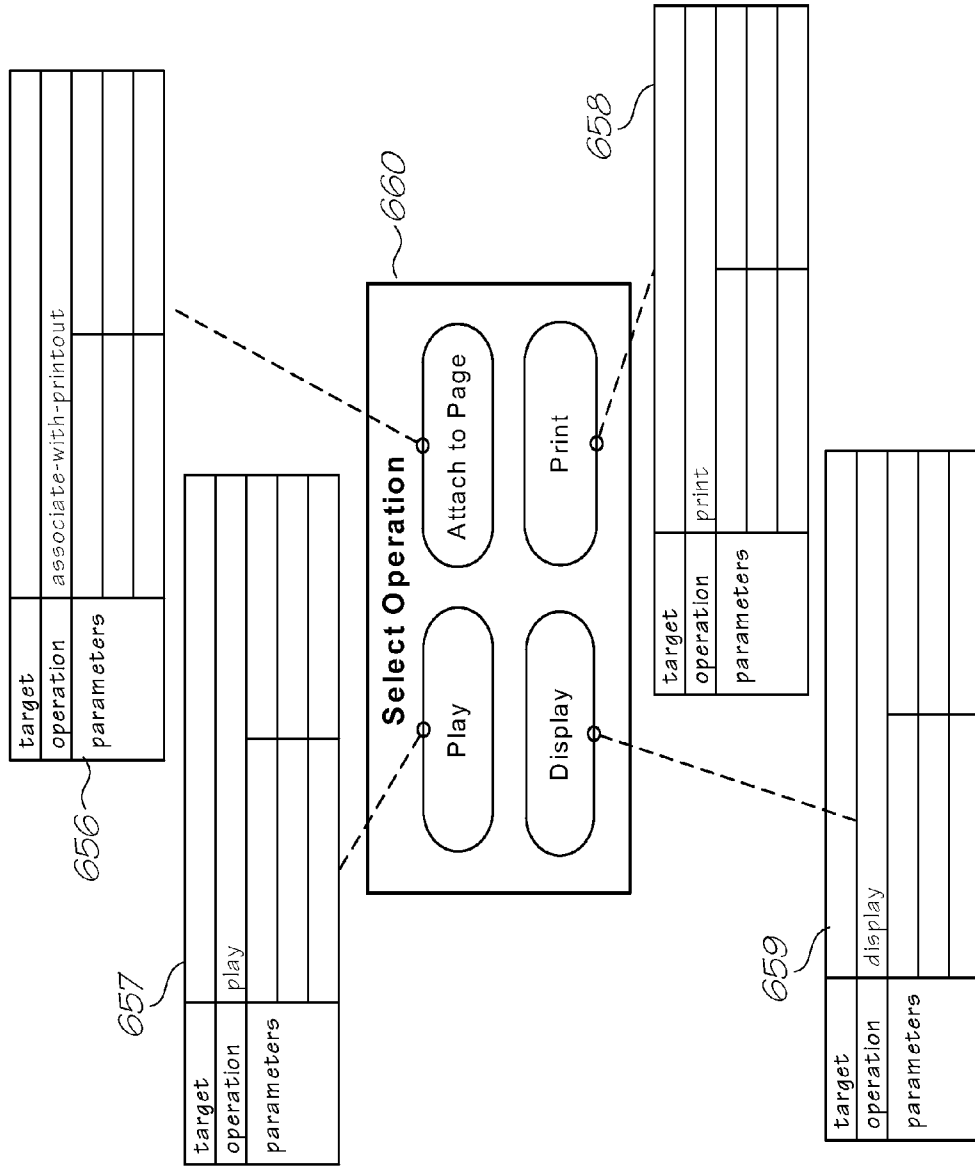 target
operation associate-with-printout
parameters
656
657
target
operation play
parameters
660
Select Operation
Play
Attach to Page
Display
Print
658
target
operation print
parameters
659
target
operation display
parameters